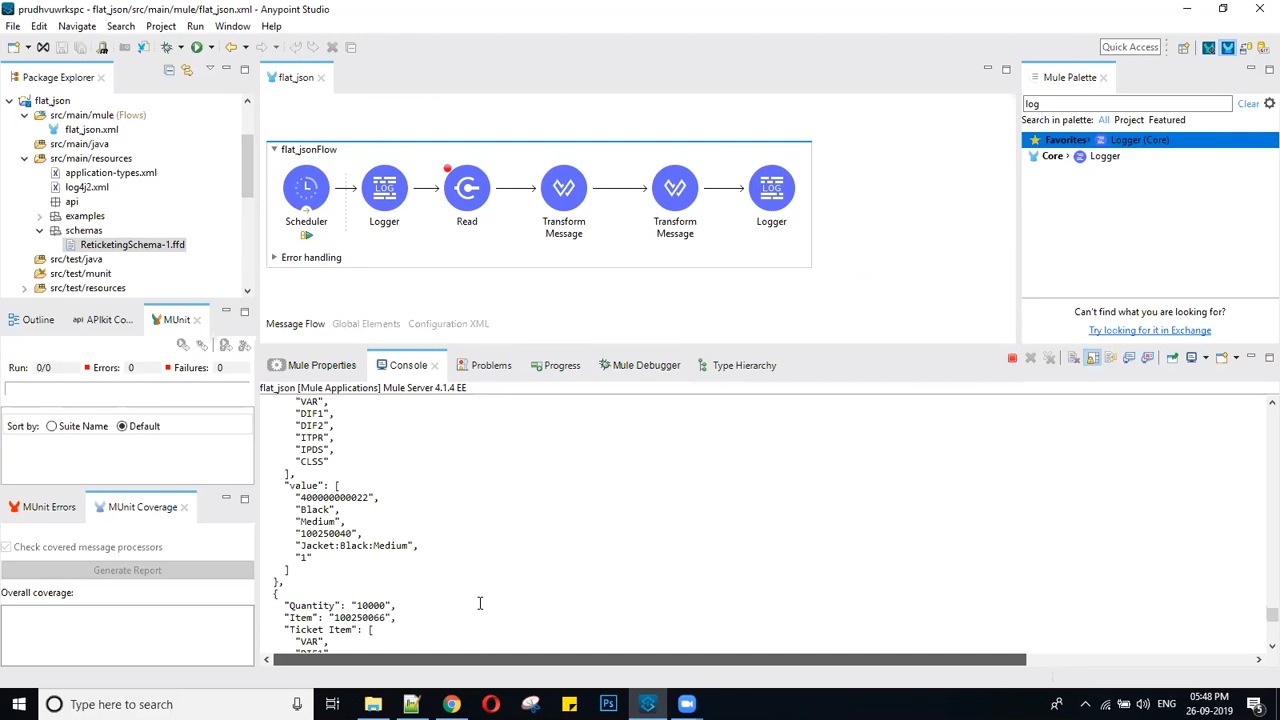 prudhvuwrkspc - flat_json/src/main/mule/flat_json.xml - Anypoint Studio
File Edit Navigate Search Project Run Window Help
Quick Access
Package Explorer
flat_json
src/main/mule (Flows)
flat_json.xml
src/main/java
src/main/resources
application-types.xml
log4j2.xml
api
examples
schemas
ReticketingSchema-1.ffd
src/test/java
src/test/munit
src/test/resources
flat_json
flat_jsonFlow
LOG
LOG
Scheduler
Logger
Read
Transform Message
Transform Message
Logger
Error handling
Message Flow Global Elements Configuration XML
Mule Palette
log
Clear
Search in palette: All Project Featured
Favorites Logger (Core)
Core Logger
Can't find what you are looking for?
Try looking for it in Exchange
Outline API kit Co... MUnit
Run: 0/0 Errors: 0 Failures: 0
Sort by: Suite Name Default
MUnit Errors MUnit Coverage
Check covered message processors
Generate Report
Overall coverage:
Mule Properties Console Problems Progress Mule Debugger Type Hierarchy
flat_json [Mule Applications] Mule Server 4.1.4 EE
"VAR",
"DIF1",
"DIF2",
"ITPR",
"IPDS",
"CLSS"
],
"value": [
"400000000022",
"Black",
"Medium",
"100250040",
"Jacket:Black:Medium",
"1"
]
},
{
"Quantity": "10000",
"Item": "100250066",
"Ticket Item": [
"VAR",
"DIF1",
Type here to search
Ps
ENG
05:48 PM
26-09-2019
3